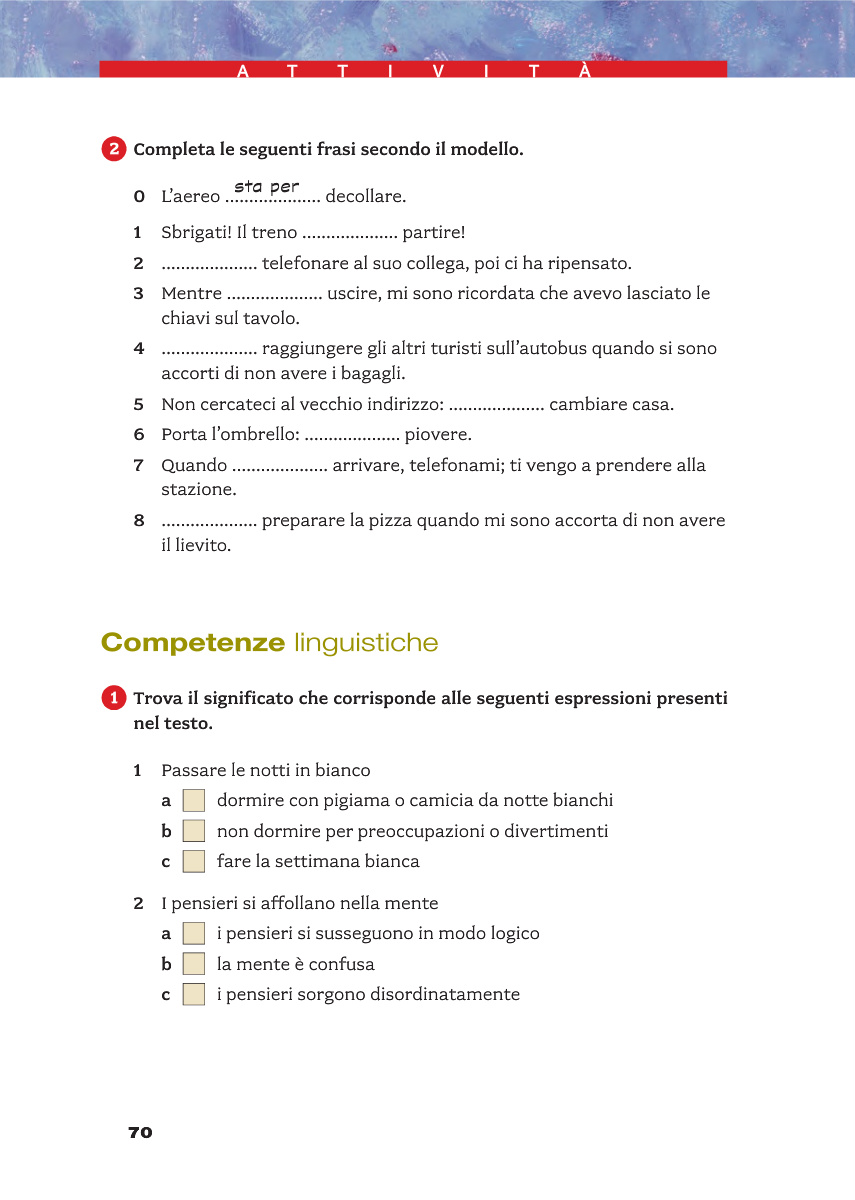 ATTIVITÀ
2 Completa le seguenti frasi secondo il modello.
0 L'aereo sta per .................... decollare.
1 Sbrigati! Il treno .................... partire!
2 .................... telefonare al suo collega, poi ci ha ripensato.
3 Mentre .................... uscire, mi sono ricordata che avevo lasciato le
chiavi sul tavolo.
4 .................... raggiungere gli altri turisti sull'autobus quando si sono
accorti di non avere i bagagli.
5 Non cercateci al vecchio indirizzo: .................... cambiare casa.
6 Porta l'ombrello: .................... piovere.
7 Quando .................... arrivare, telefonami; ti vengo a prendere alla
stazione.
8 .................... preparare la pizza quando mi sono accorta di non avere
il lievito.
Competenze linguistiche
1 Trova il significato che corrisponde alle seguenti espressioni presenti
nel testo.
1 Passare le notti in bianco
a dormire con pigiama o camicia da notte bianchi
b non dormire per preoccupazioni o divertimenti
c fare la settimana bianca
2 I pensieri si affollano nella mente
a i pensieri si susseguono in modo logico
b la mente è confusa
c i pensieri sorgono disordinatamente
70